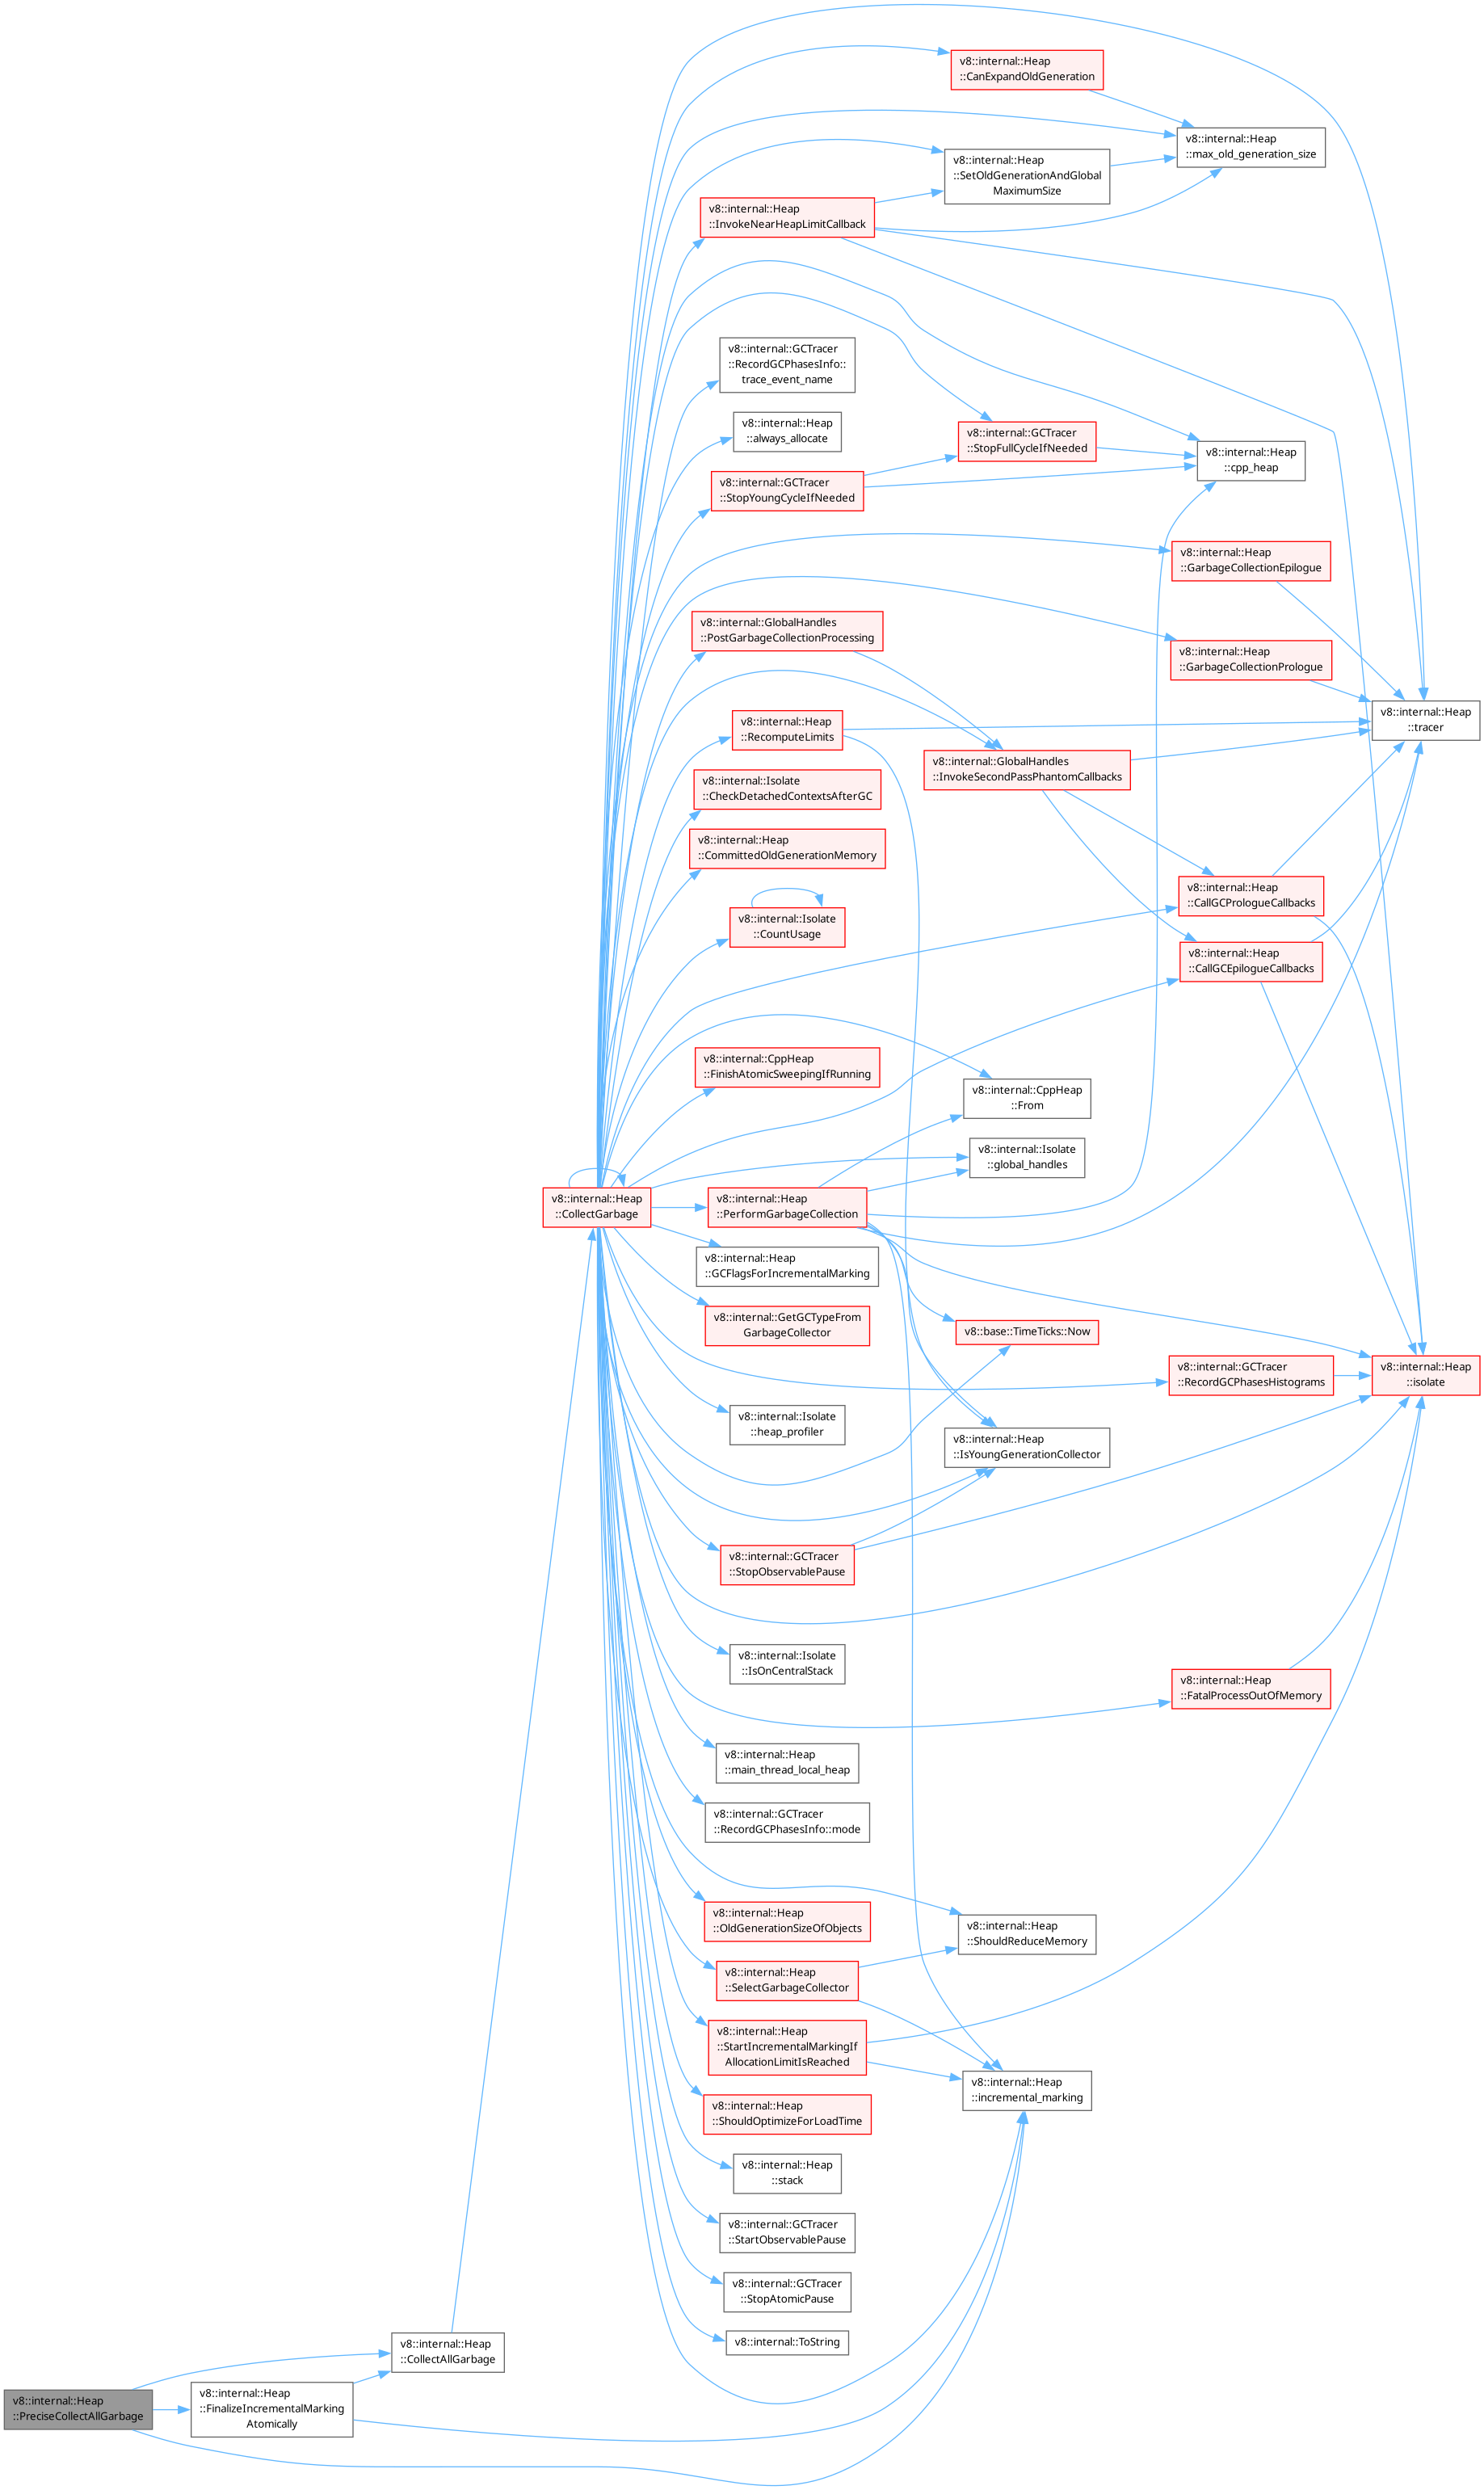 v8::internal::Heap
::CanExpandOldGeneration
v8::internal::Heap
::max_old_generation_size
v8::internal::Heap
::SetOldGenerationAndGlobal
MaximumSize
v8::internal::Heap
::InvokeNearHeapLimitCallback
v8::internal::GCTracer
::RecordGCPhasesInfo::
trace_event_name
v8::internal::Heap
::always_allocate
v8::internal::GCTracer
::StopFullCycleIfNeeded
v8::internal::Heap
::cpp_heap
v8::internal::GCTracer
::StopYoungCycleIfNeeded
v8::internal::Heap
::GarbageCollectionEpilogue
v8::internal::GlobalHandles
::PostGarbageCollectionProcessing
v8::internal::Heap
::GarbageCollectionPrologue
v8::internal::Heap
::tracer
v8::internal::Heap
::RecomputeLimits
v8::internal::GlobalHandles
::InvokeSecondPassPhantomCallbacks
v8::internal::Isolate
::CheckDetachedContextsAfterGC
v8::internal::Heap
::CommittedOldGenerationMemory
v8::internal::Heap
::CallGCPrologueCallbacks
v8::internal::Isolate
::CountUsage
v8::internal::Heap
::CallGCEpilogueCallbacks
v8::internal::CppHeap
::FinishAtomicSweepingIfRunning
v8::internal::CppHeap
::From
v8::internal::Isolate
::global_handles
v8::internal::Heap
::CollectGarbage
v8::internal::Heap
::PerformGarbageCollection
v8::internal::Heap
::GCFlagsForIncrementalMarking
v8::internal::GetGCTypeFrom
GarbageCollector
v8::base::TimeTicks::Now
v8::internal::GCTracer
::RecordGCPhasesHistograms
v8::internal::Heap
::isolate
v8::internal::Isolate
::heap_profiler
v8::internal::Heap
::IsYoungGenerationCollector
v8::internal::GCTracer
::StopObservablePause
v8::internal::Isolate
::IsOnCentralStack
v8::internal::Heap
::FatalProcessOutOfMemory
v8::internal::Heap
::main_thread_local_heap
v8::internal::GCTracer
::RecordGCPhasesInfo::mode
v8::internal::Heap
::OldGenerationSizeOfObjects
v8::internal::Heap
::ShouldReduceMemory
v8::internal::Heap
::SelectGarbageCollector
v8::internal::Heap
::StartIncrementalMarkingIf
AllocationLimitIsReached
v8::internal::Heap
::incremental_marking
v8::internal::Heap
::ShouldOptimizeForLoadTime
v8::internal::Heap
::stack
v8::internal::GCTracer
::StartObservablePause
v8::internal::GCTracer
::StopAtomicPause
v8::internal::ToString
v8::internal::Heap
::CollectAllGarbage
v8::internal::Heap
::PreciseCollectAllGarbage
v8::internal::Heap
::FinalizeIncrementalMarking
Atomically